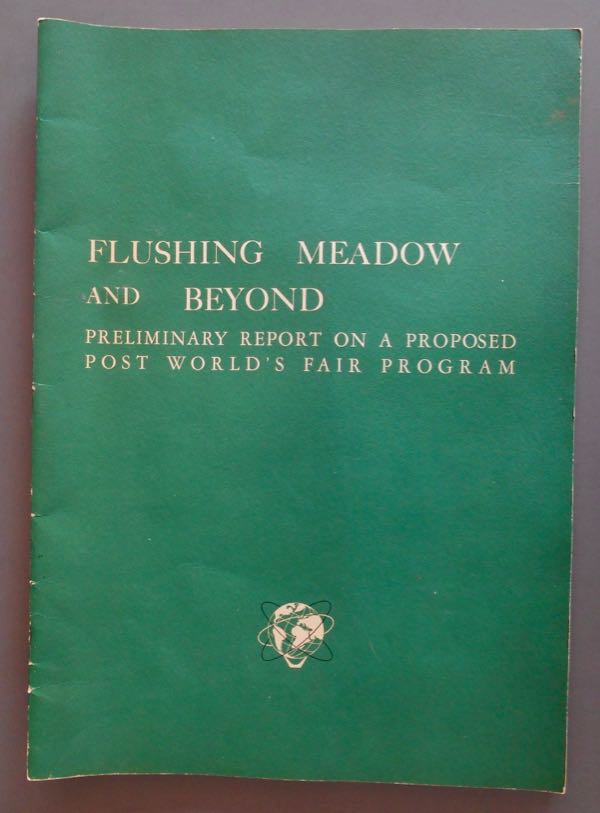 FLUSHING MEADOW
AND BEYOND
PRELIMINARY REPORT ON A PROPOSED
POST WORLD'S FAIR PROGRAM